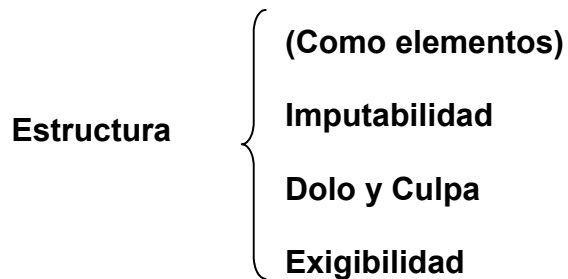 (Como elementos)
Estructura
Imputabilidad
Dolo y Culpa
Exigibilidad